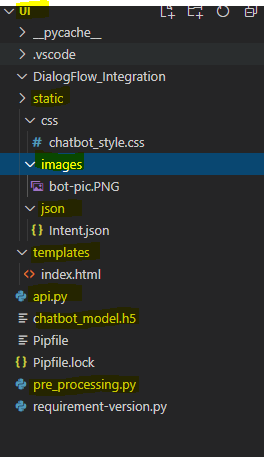 UI
__pycache__
.vscode
DialogFlow_Integration
static
css
# chatbot_style.css
images
bot-pic.PNG
json
{} Intent.json
templates
<> index.html
api.py
chatbot_model.h5
Pipfile
{} Pipfile.lock
pre_processing.py
requirement-version.py